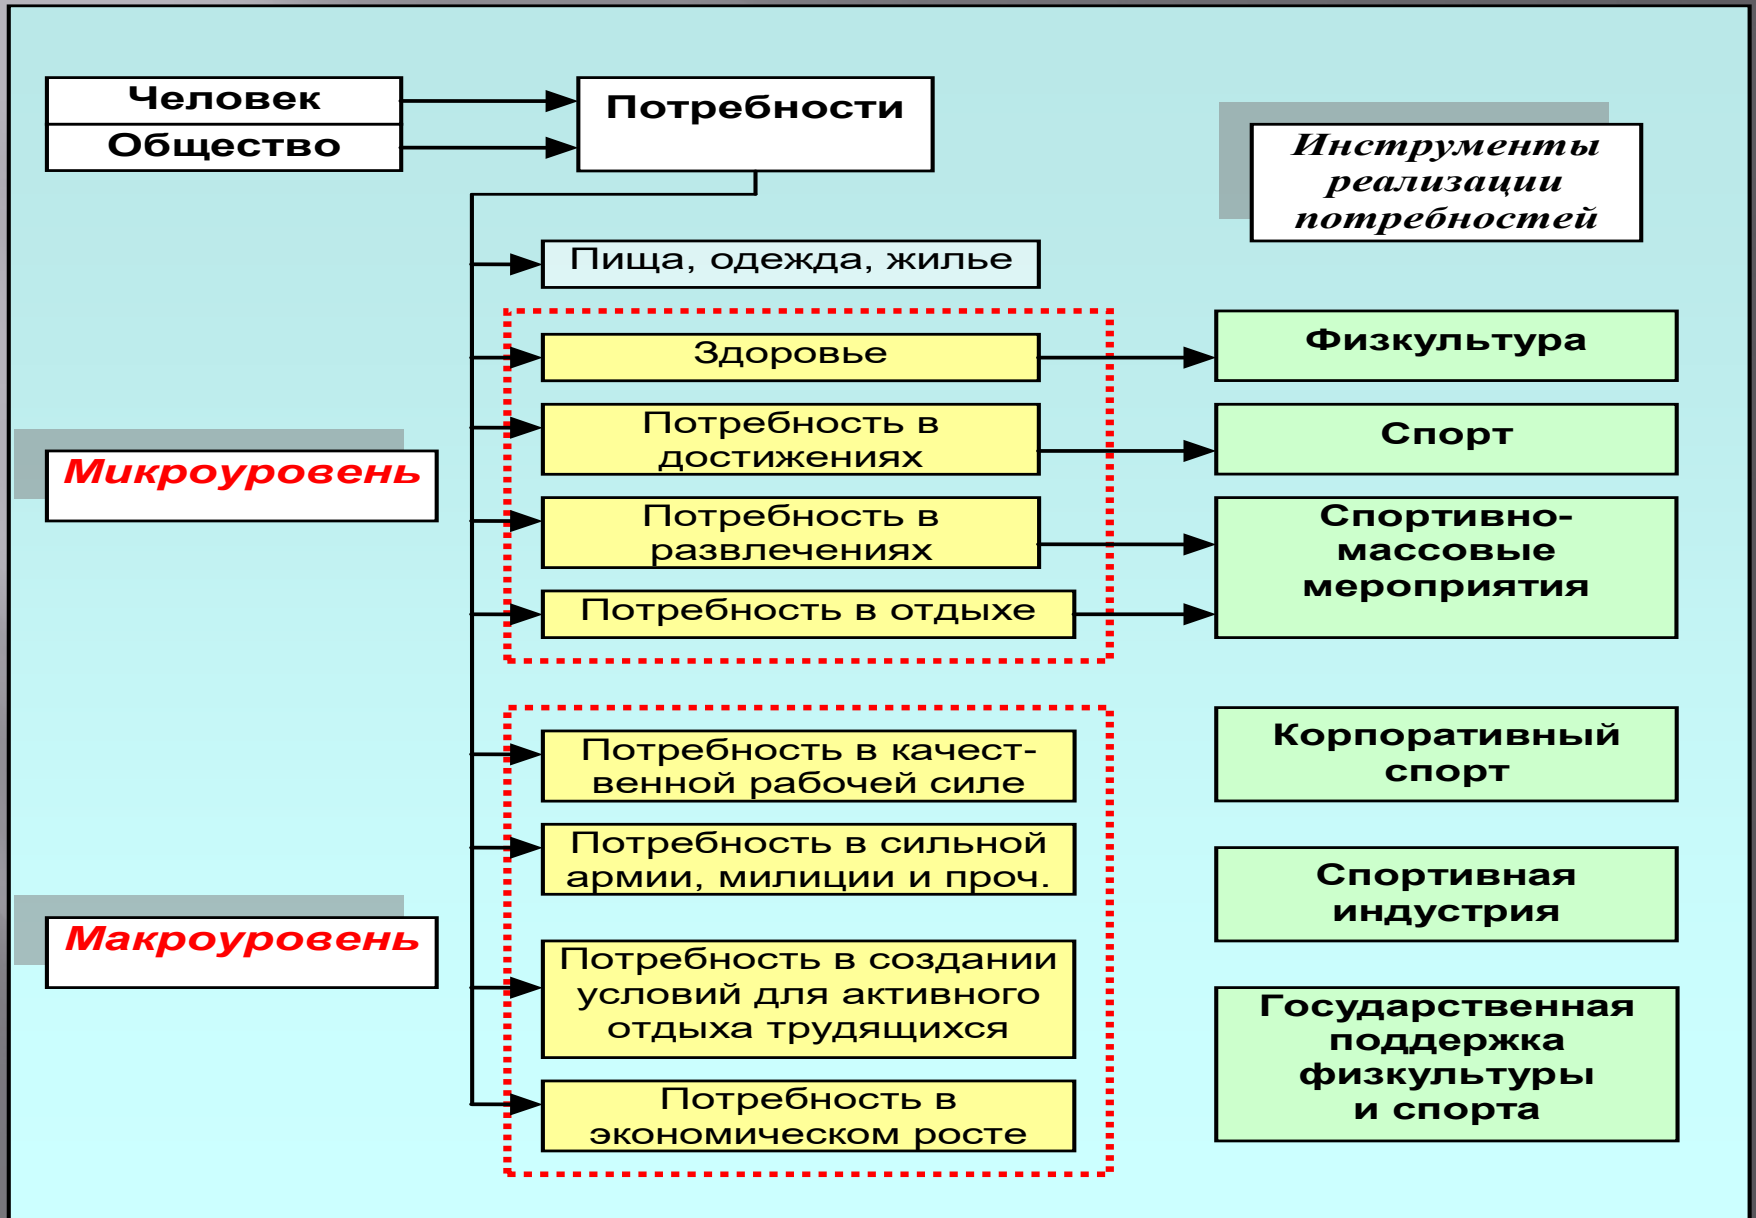 Человек
Общество
Потребности
Инструменты
реализации
потребностей
Пища, одежда, жилье
Здоровье
Физкультура
Потребность в
достижениях
Спорт
Микроуровень
Потребность в
развлечениях
Спортивно-
массовые
мероприятия
Потребность в отдыхе
Потребность в качест-
венной рабочей силе
Корпоративный
спорт
Потребность в сильной
армии, милиции и проч.
Спортивная
индустрия
Макроуровень
Потребность в создании
условий для активного
отдыха трудящихся
Государственная
поддержка
физкультуры
и спорта
Потребность в
экономическом росте